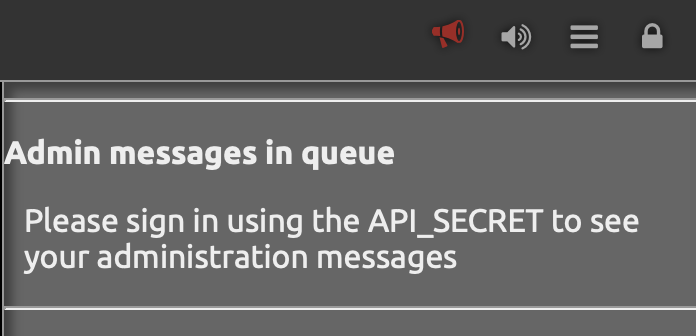 Admin messages in queue
Please sign in using the API_SECRET to see
your administration messages